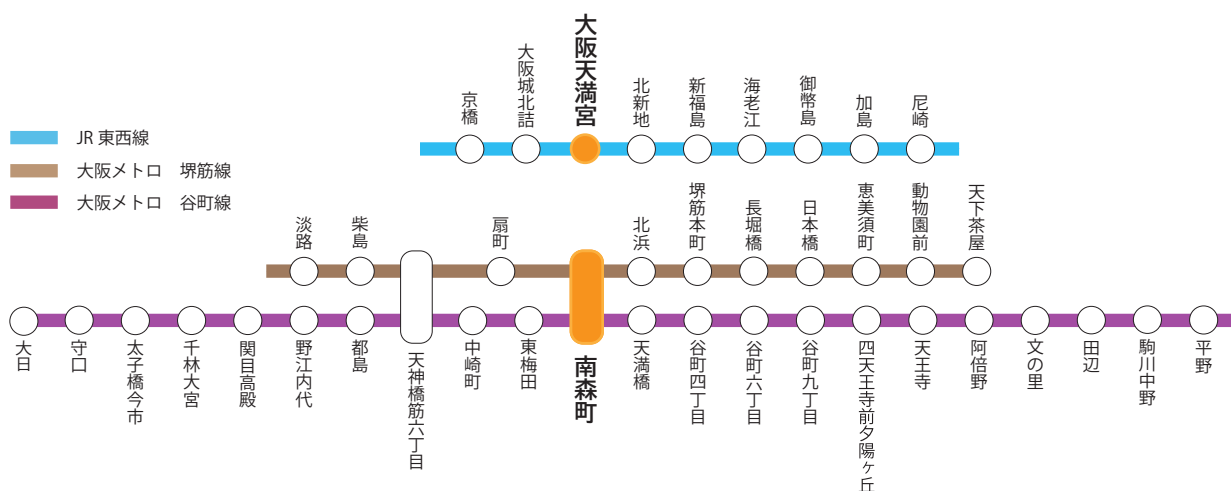 JR 東西線
大阪メトロ　堺筋線
大阪メトロ　谷町線
京橋
大阪城北詰
大阪天満宮
北新地
新福島
海老江
御幣島
加島
尼崎
淡路
柴島
扇町
北浜
堺筋本町
長堀橋
日本橋
恵美須町
動物園前
天下茶屋
大日
守口
太子橋今市
千林大宮
関目高殿
野江内代
都島
天神橋筋六丁目
中崎町
東梅田
南森町
天満橋
谷町四丁目
谷町六丁目
谷町九丁目
四天王寺前夕陽ヶ丘
天王寺
阿倍野
文の里
田辺
駒川中野
平野